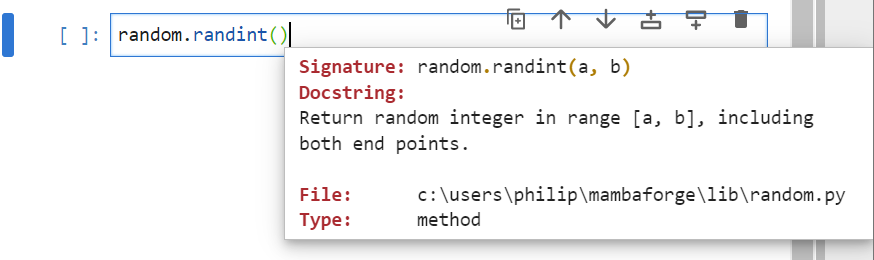 [ ]: random.randint()
Signature: random.randint(a, b)
Docstring:
Return random integer in range [a, b], including
both end points.
File: c:\users\philip\mambaforge\lib\random.py
Type: method